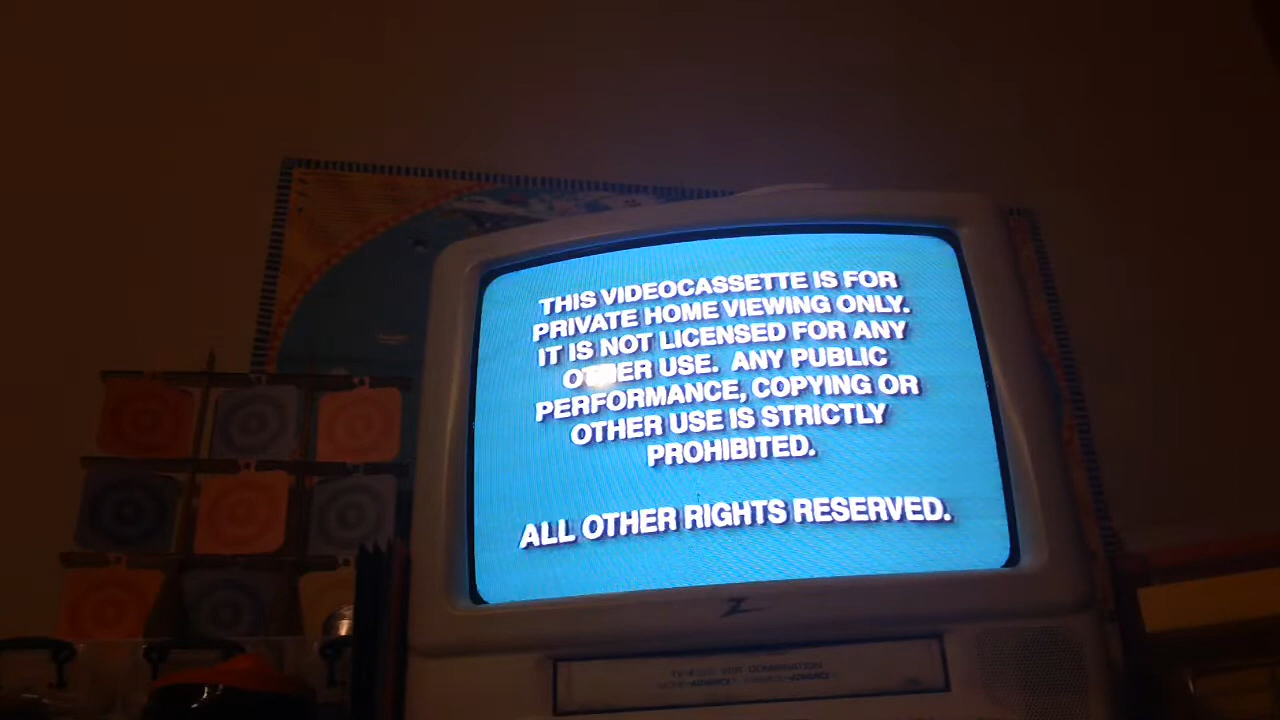 THIS VIDEOCASSETTE IS FOR
PRIVATE HOME VIEWING ONLY.
IT IS NOT LICENSED FOR ANY
OTHER USE.  ANY PUBLIC
PERFORMANCE, COPYING OR
OTHER USE IS STRICTLY
PROHIBITED.
ALL OTHER RIGHTS RESERVED.
Z